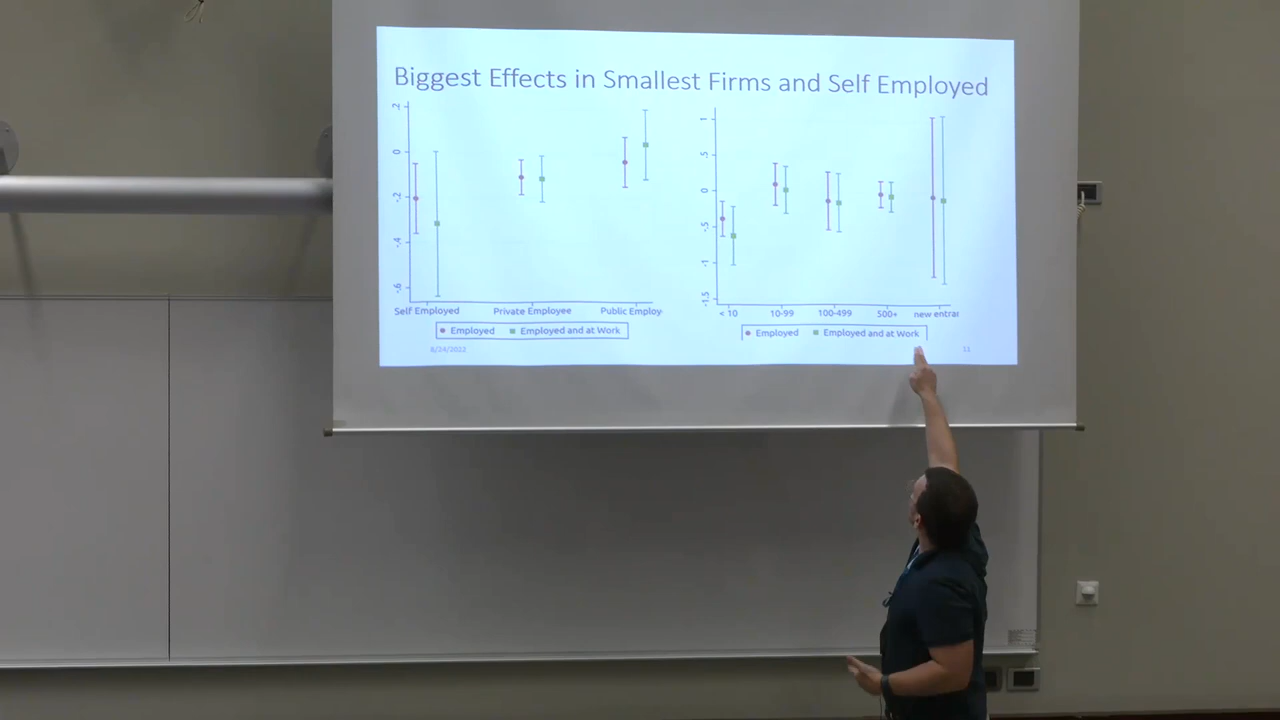 Biggest Effects in Smallest Firms and Self Employed
.2
0
-.2
-.4
-.6
Self Employed Private Employee Public Employ
Employed Employed and at Work
8/24/2022
1
.5
0
-.5
-1
-1.5
< 10 10-99 100-499 500+ new entran
Employed Employed and at Work
11